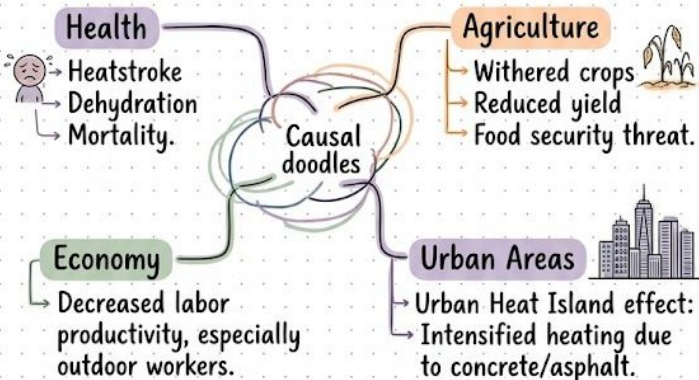 Health
Heatstroke
Dehydration
Mortality.
Agriculture
Withered crops
Reduced yield
Food security threat.
Causal
doodles
Economy
Decreased labor
productivity, especially
outdoor workers.
Urban Areas
Urban Heat Island effect:
Intensified heating due
to concrete/asphalt.